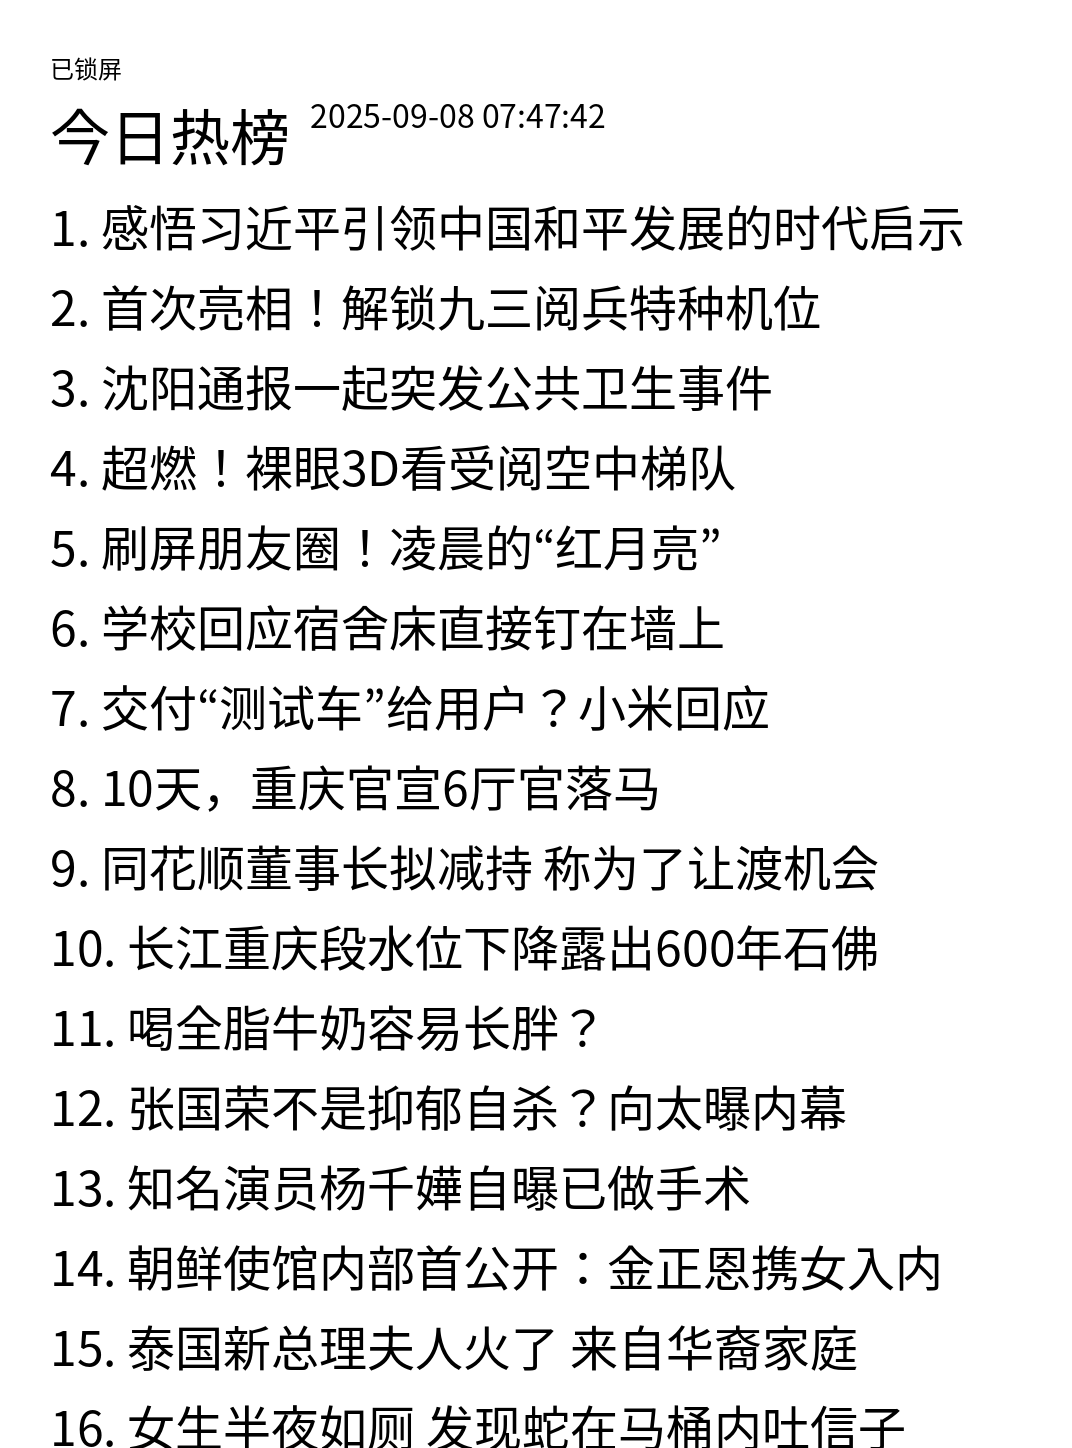 已锁屏
今日热榜 2025-09-08 07:47:42
1. 感悟习近平引领中国和平发展的时代启示
2. 首次亮相！解锁九三阅兵特种机位
3. 沈阳通报一起突发公共卫生事件
4. 超燃！裸眼3D看受阅空中梯队
5. 刷屏朋友圈！凌晨的“红月亮”
6. 学校回应宿舍床直接钉在墙上
7. 交付“测试车”给用户？小米回应
8. 10天，重庆官宣6厅官落马
9. 同花顺董事长拟减持 称为了让渡机会
10. 长江重庆段水位下降露出600年石佛
11. 喝全脂牛奶容易长胖？
12. 张国荣不是抑郁自杀？向太曝内幕
13. 知名演员杨千嬅自曝已做手术
14. 朝鲜使馆内部首公开：金正恩携女入内
15. 泰国新总理夫人火了 来自华裔家庭
16. 女生半夜如厕 发现蛇在马桶内吐信子